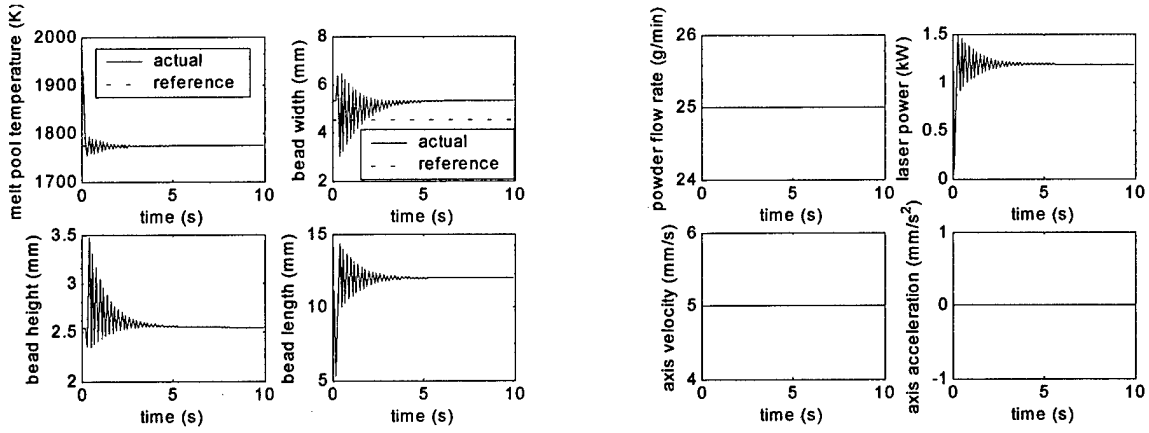 melt pool temperature (K)
2000
1900
1800
1700
0
5
10
time (s)
actual
reference
bead width (mm)
8
6
4
2
0
5
10
time (s)
actual
reference
powder flow rate (g/min)
26
25
24
0
5
10
time (s)
laser power (kW)
1.5
1
0.5
0
0
5
10
time (s)
bead height (mm)
3.5
3
2.5
2
0
5
10
time (s)
bead length (mm)
15
10
5
0
5
10
time (s)
axis velocity (mm/s)
6
5
4
0
5
10
time (s)
axis acceleration (mm/s²)
1
0
-1
0
5
10
time (s)